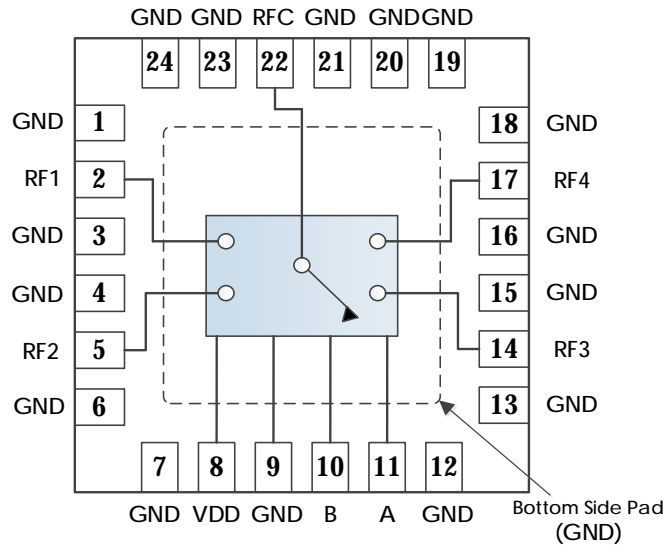 GND GND RFC GND GND GND
24 23 22 21 20 19
GND 1 18 GND
RF1 2 17 RF4
GND 3 16 GND
GND 4 15 GND
RF2 5 14 RF3
GND 6 13 GND
7 8 9 10 11 12
GND VDD GND B A GND
Bottom Side Pad
(GND)